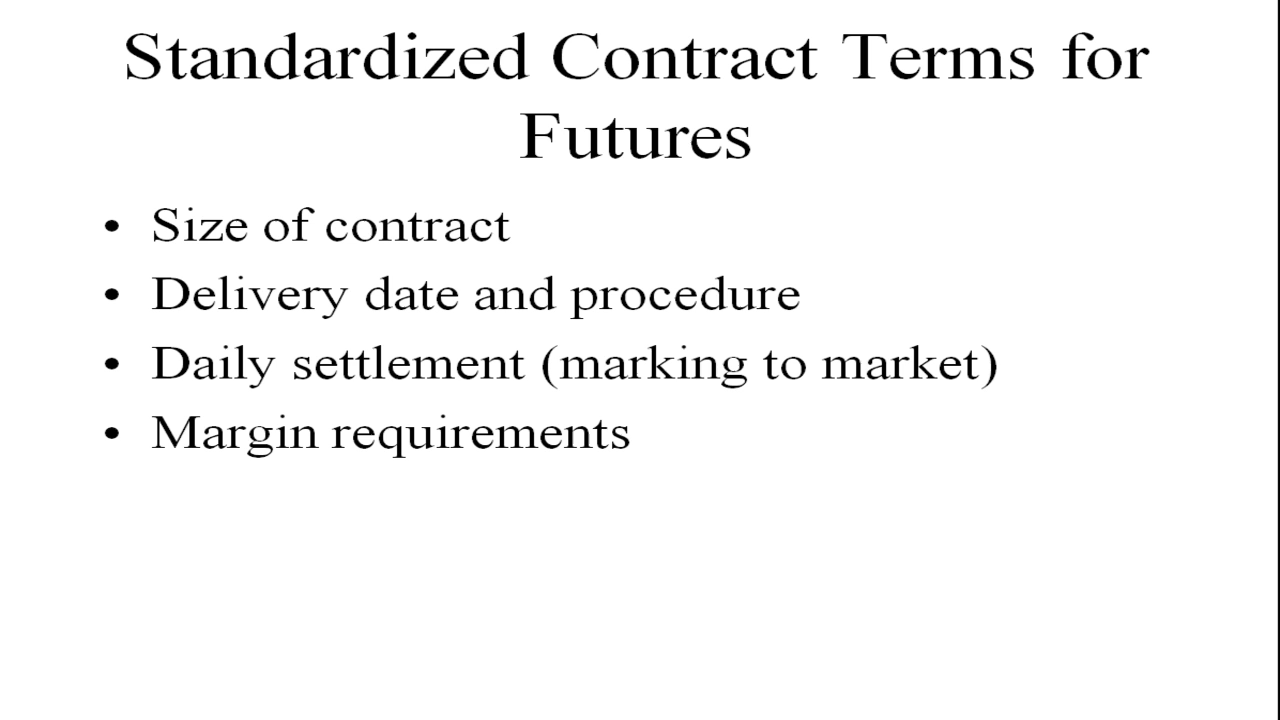 Standardized Contract Terms for
Futures
• Size of contract
• Delivery date and procedure
• Daily settlement (marking to market)
• Margin requirements